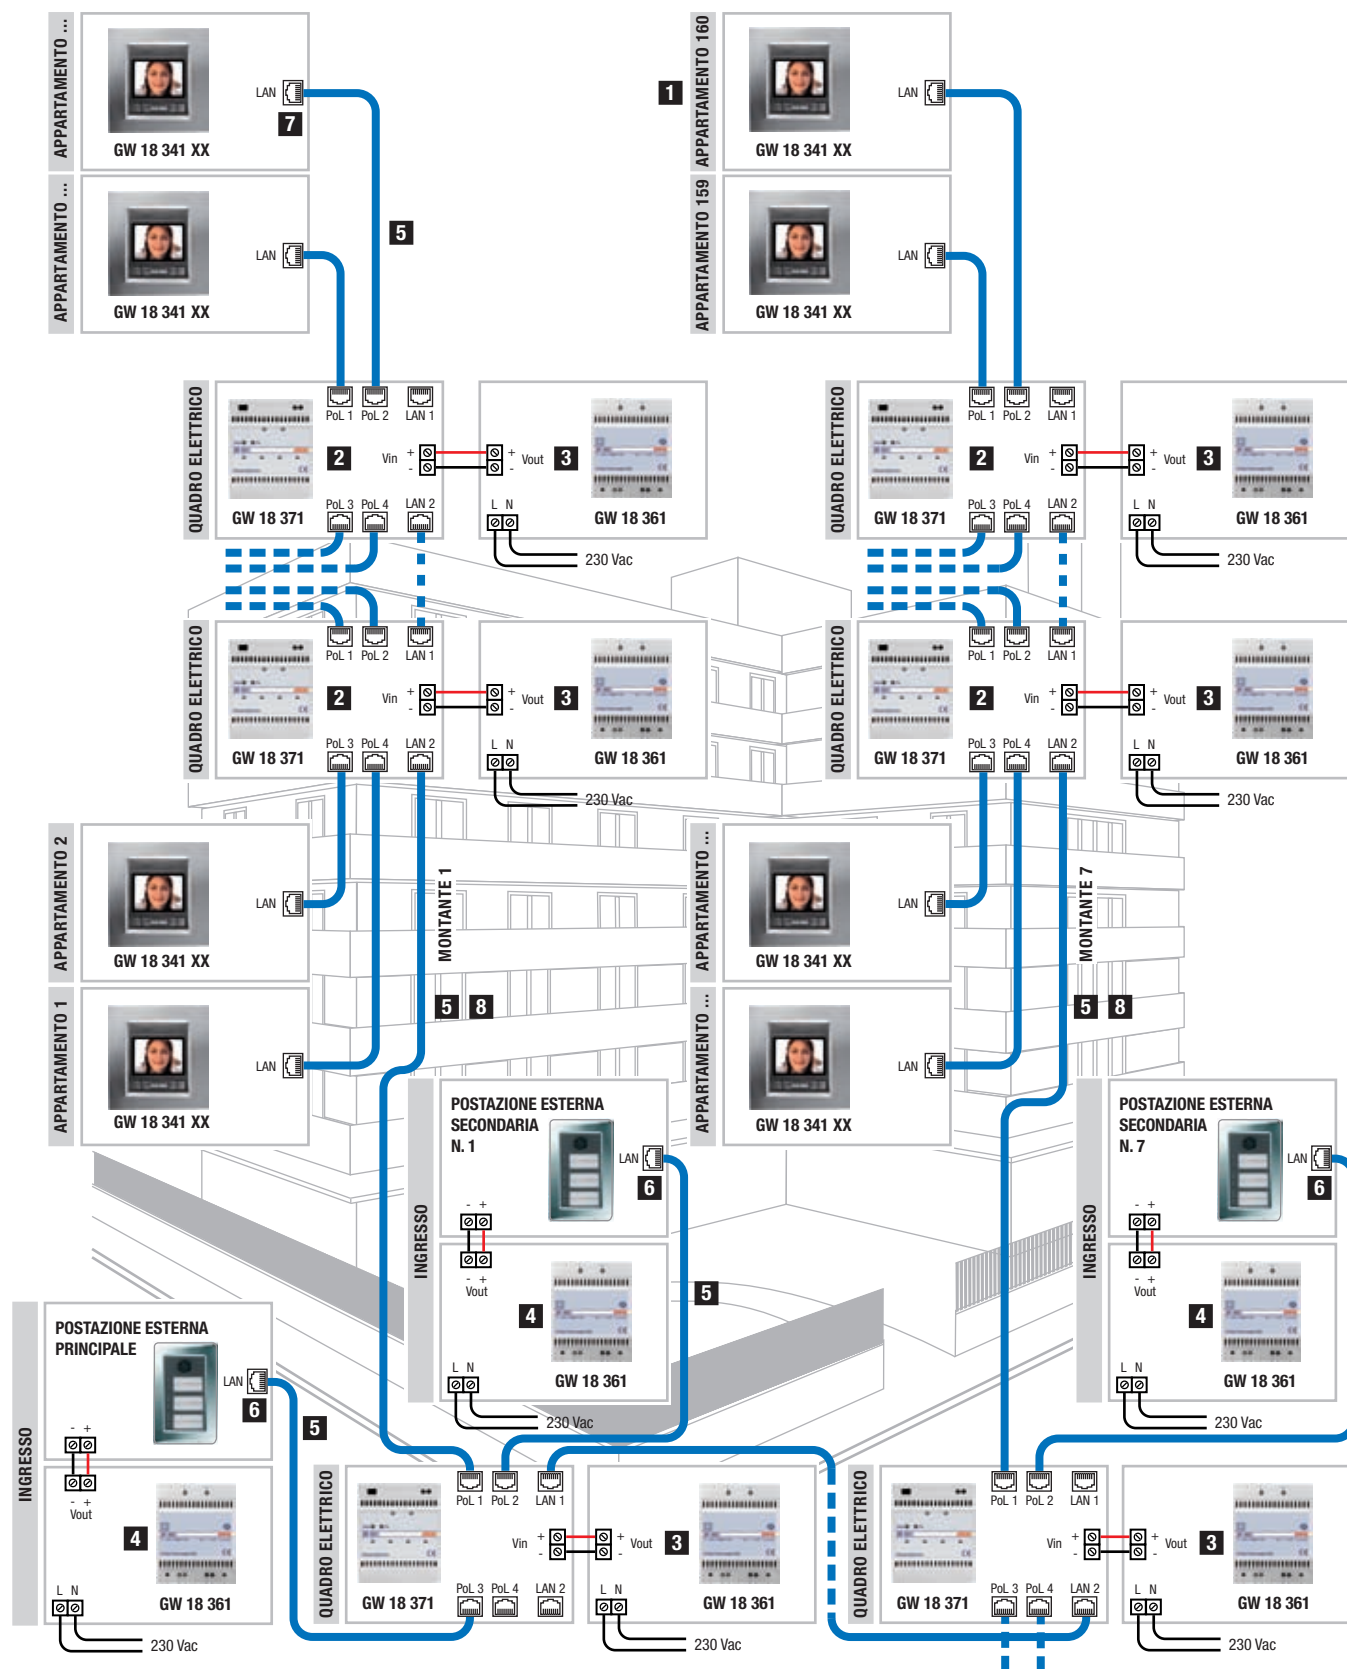 APPARTAMENTO ...
LAN
7
GW 18 341 XX
APPARTAMENTO ...
LAN
GW 18 341 XX
5
1
APPARTAMENTO 160
LAN
GW 18 341 XX
APPARTAMENTO 159
LAN
GW 18 341 XX
QUADRO ELETTRICO
PoL 1 PoL 2 LAN 1
2
Vin + -
GW 18 371
PoL 3 PoL 4 LAN 2
+ - Vout
3
L N
GW 18 361
230 Vac
QUADRO ELETTRICO
PoL 1 PoL 2 LAN 1
2
Vin + -
GW 18 371
PoL 3 PoL 4 LAN 2
+ - Vout
3
L N
GW 18 361
230 Vac
QUADRO ELETTRICO
PoL 1 PoL 2 LAN 1
2
Vin + -
GW 18 371
PoL 3 PoL 4 LAN 2
+ - Vout
3
L N
GW 18 361
230 Vac
QUADRO ELETTRICO
PoL 1 PoL 2 LAN 1
2
Vin + -
GW 18 371
PoL 3 PoL 4 LAN 2
+ - Vout
3
L N
GW 18 361
230 Vac
APPARTAMENTO 2
LAN
GW 18 341 XX
APPARTAMENTO 1
LAN
GW 18 341 XX
MONTANTE 1
5 8
APPARTAMENTO ...
LAN
GW 18 341 XX
APPARTAMENTO ...
LAN
GW 18 341 XX
MONTANTE 7
5 8
INGRESSO
POSTAZIONE ESTERNA
SECONDARIA
N. 1
LAN
6
- +
- +
Vout
4
5
L N
GW 18 361
230 Vac
INGRESSO
POSTAZIONE ESTERNA
SECONDARIA
N. 7
LAN
6
- +
- +
Vout
4
L N
GW 18 361
230 Vac
INGRESSO
POSTAZIONE ESTERNA
PRINCIPALE
LAN
6
5
- +
- +
Vout
4
L N
GW 18 361
230 Vac
QUADRO ELETTRICO
PoL 1 PoL 2 LAN 1
Vin + -
PoL 3 PoL 4 LAN 2
GW 18 371
+ - Vout
3
L N
GW 18 361
230 Vac
QUADRO ELETTRICO
PoL 1 PoL 2 LAN 1
Vin + -
PoL 3 PoL 4 LAN 2
GW 18 371
+ - Vout
3
L N
GW 18 361
230 Vac